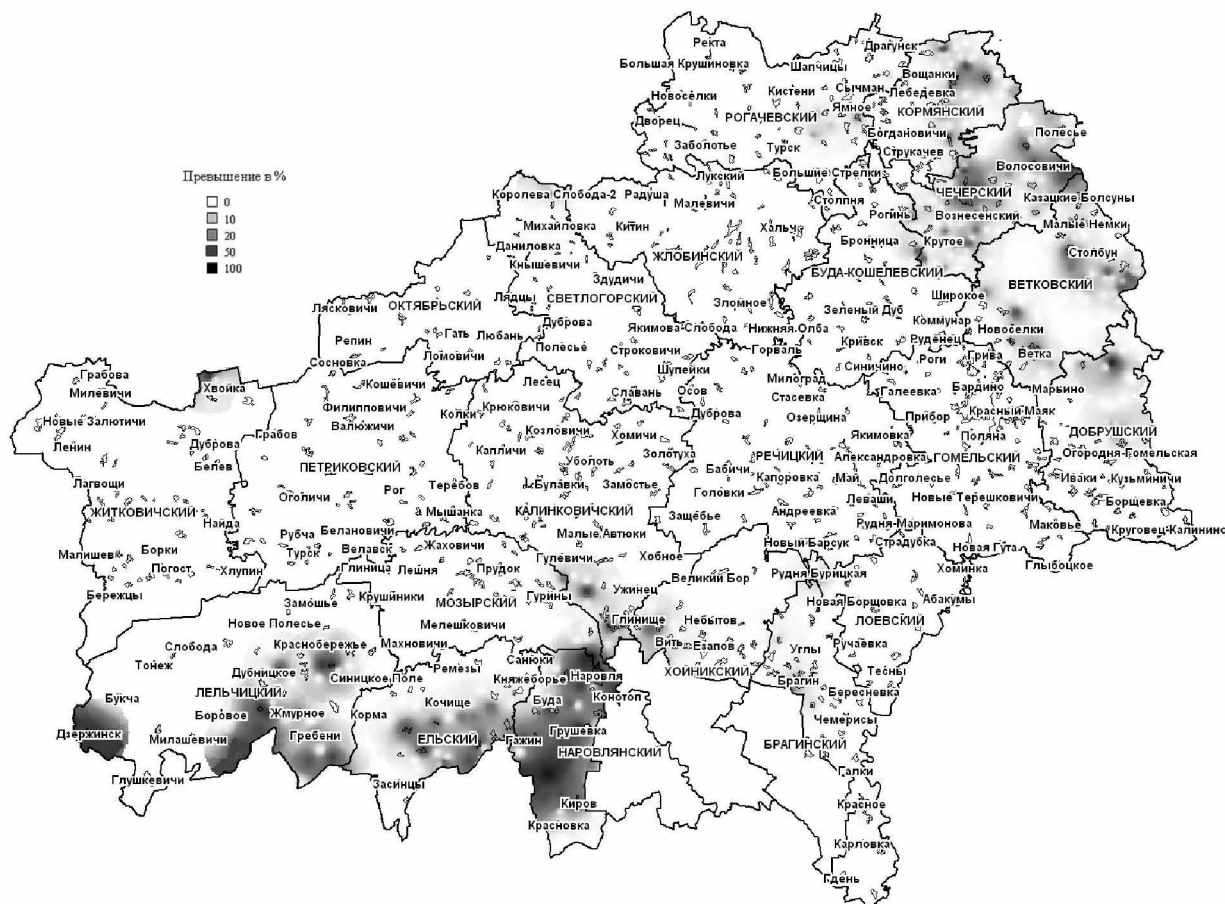 Ректа
Драгунск
Большая Крушиновка
Шапчицы
Вощанки
Новоселки
Кистени
Сычман
Лебедевка
Дворец
РОГАЧЕВСКИЙ
Ямное
КОРМЯНСКИЙ
Заболотье
Турск
Богдановичи
Струкачев
Полесье
Волосовичи
Превышение в %
0
10
20
50
100
Лукский
Большие Стрелки
ЧЕЧЕРСКИЙ
Казацкие Болсуны
Королева Слобода-2
Радуша
Малевичи
Столпня
Рогинь
Вознесенский
Малые Немки
Михайловка
Китин
Хальч
Бронница
Крутое
Столбун
Даниловка
Кнышевичи
ЖЛОБИНСКИЙ
БУДА-КОШЕЛЕВСКИЙ
ВЕТКОВСКИЙ
Здудичи
Лядцы
СВЕТЛОГОРСКИЙ
Широкое
Лясковичи
ОКТЯБРЬСКИЙ
Зломное
Зеленый Дуб
Коммунар
Новоселки
Репин
Гать
Любань
Дуброва
Якимова-Слобода
Нижняя Олба
Кривск
Руденец
Ветка
Сосновка
Ломовичи
Полесье
Строковичи
Горваль
Синичино
Роги
Грива
Хвойка
Кошевичи
Лесец
Шупейки
Милоград
Галеевка
Бардино
Марьино
Грабова
Милевичи
Филипповичи
Валюжичи
Колки
Крюковичи
Славань
Осов
Стасевка
Новые Залютичи
Козловичи
Хомичи
Дуброва
Озерщина
Прибор
Красный Маяк
ДОБРУШСКИЙ
Ленин
Дуброва
Грабов
Капличи
Золотуха
Якимовка
Поляна
Белев
ПЕТРИКОВСКИЙ
Уболоть
Бабичи
РЕЧИЦКИЙ
Александровка
ГОМЕЛЬСКИЙ
Огородня-Гомельская
Лагвощи
Рог
Теребов
Булавки
Замостье
Капоровка
Май
Долголесье
Иваки
Кузьминичи
ЖИТКОВИЧСКИЙ
Оголичи
Мышанка
КАЛИНКОВИЧСКИЙ
Головки
Леваши
Новые Терешковичи
Борщевка
Найда
Защебье
Андреевка
Рудня-Маримонова
Маковье
Круговец-Калинино
Рубча
Белановичи
Малые Автюки
Новый Барсук
Страдубка
Новая Гута
Малишев
Борки
Турск
Велавск
Жаховичи
Гулевичи
Хобное
Хоминка
Глыбоцкое
Погост
Хлупин
Глиница
Лешня
Прудок
Великий Бор
Рудня Бурицкая
Бережцы
Замошье
Крушники
МОЗЫРСКИЙ
Гурины
Ужинец
Новая Борщовка
Абакумы
Новое Полесье
Мелешковичи
Глинище
Небытов
ЛОЕВСКИЙ
Слобода
Краснобережье
Махновичи
Вить
Езапов
Углы
Ручаевка
Тонеж
Дубницкое
Синицкое Поле
Ремезы
Санюки
ХОЙНИКСКИЙ
Тесны
Княжеборье
Наровля
Брагин
Букча
ЛЕЛЬЧИЦКИЙ
Конотоп
Бересневка
Боровое
Жмурное
Корма
Кочище
Буда
Чемерисы
Дзержинск
Милашевичи
Гребени
ЕЛЬСКИЙ
Гажин
Грушевка
НАРОВЛЯНСКИЙ
БРАГИНСКИЙ
Глушкевичи
Засинцы
Галки
Киров
Красное
Красновка
Карловка
Гдень